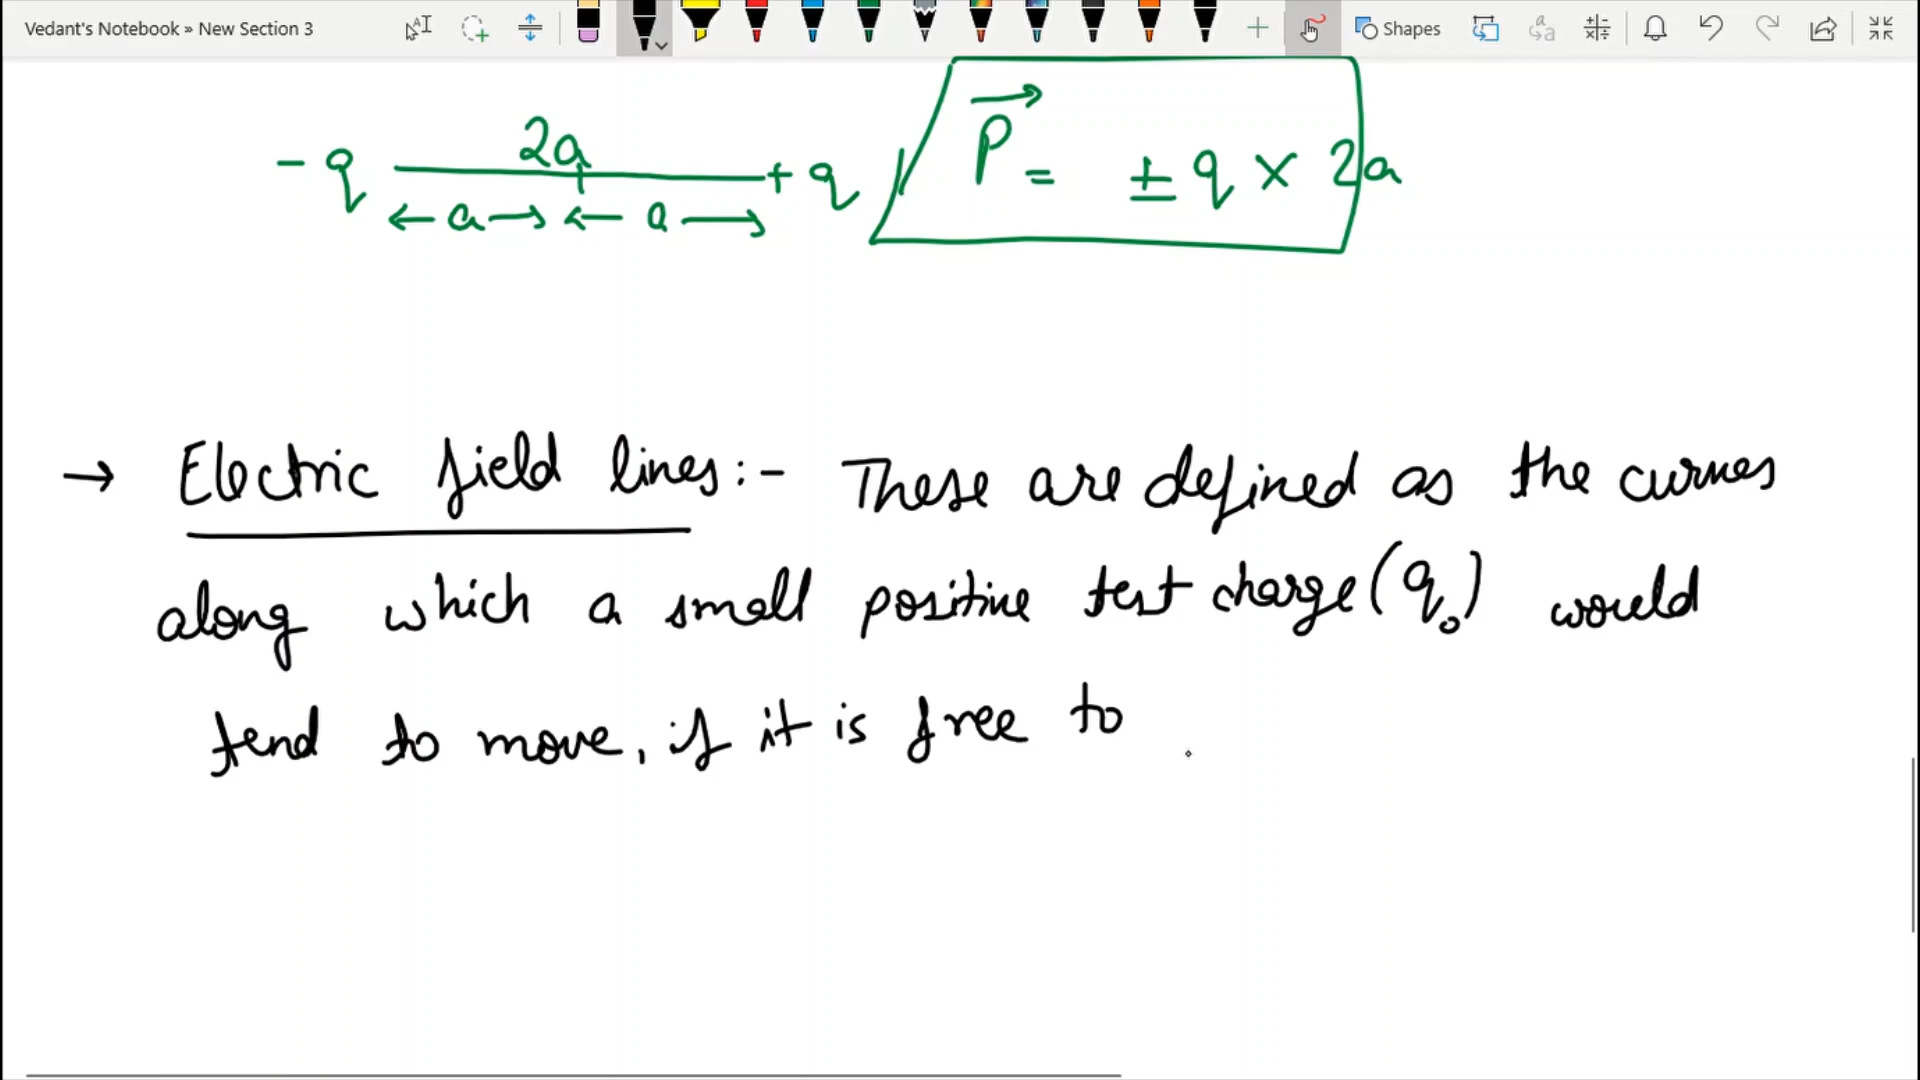 Vedant's Notebook » New Section 3
Shapes
- q 2a + q
a a
P = ± q × 2a
→ Electric field lines :- These are defined as the curves
along which a small positive test charge (q₀) would
tend to move, if it is free to